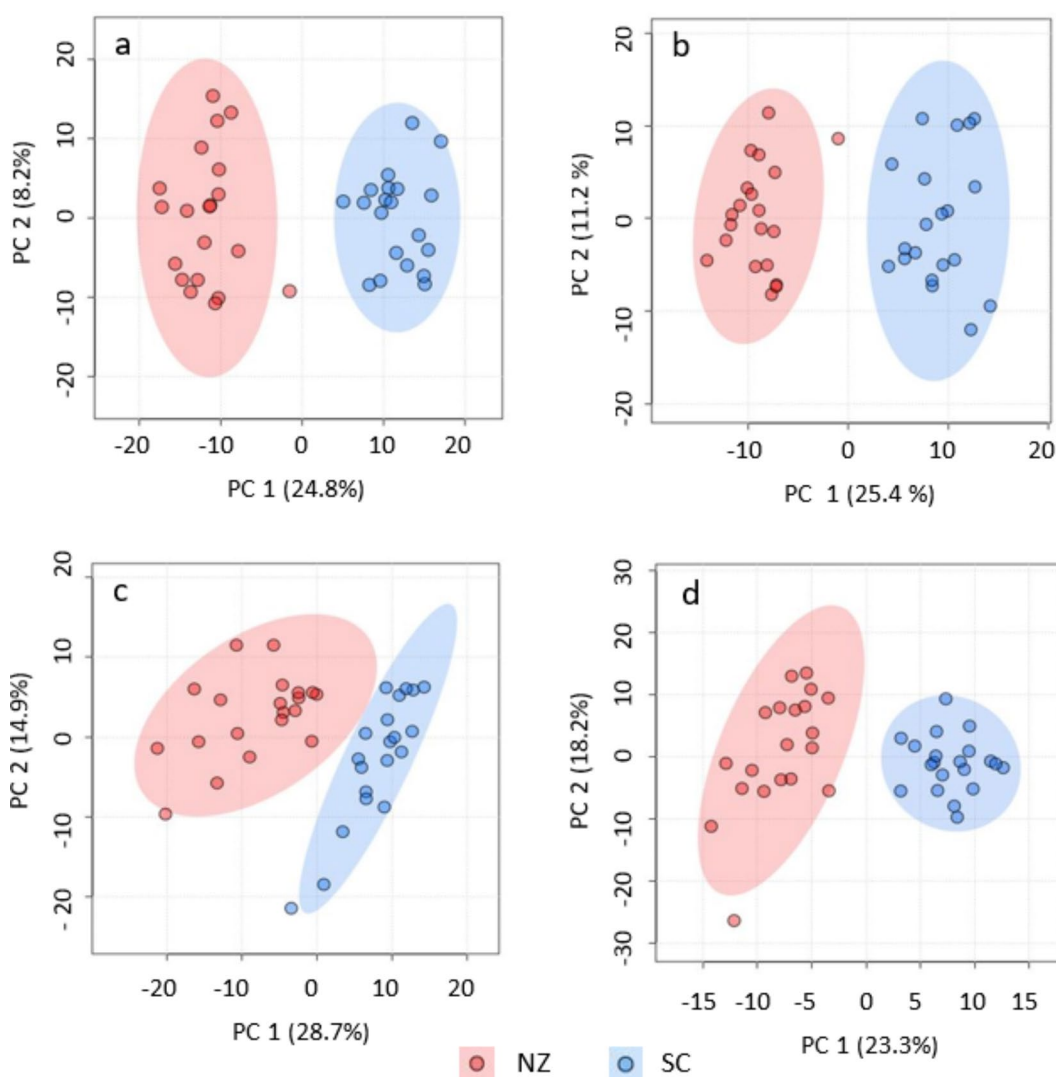 a
20
10
0
-10
-20
PC 2 (8.2%)
-20 -10 0 10 20
PC 1 (24.8%)
b
20
10
0
-10
-20
PC 2 (11.2 %)
-10 0 10 20
PC 1 (25.4 %)
c
20
10
0
-10
-20
PC 2 (14.9%)
-20 -10 0 10 20
PC 1 (28.7%)
d
30
20
10
0
-10
-20
-30
PC 2 (18.2%)
-15 -10 -5 0 5 10 15
PC 1 (23.3%)
NZ SC